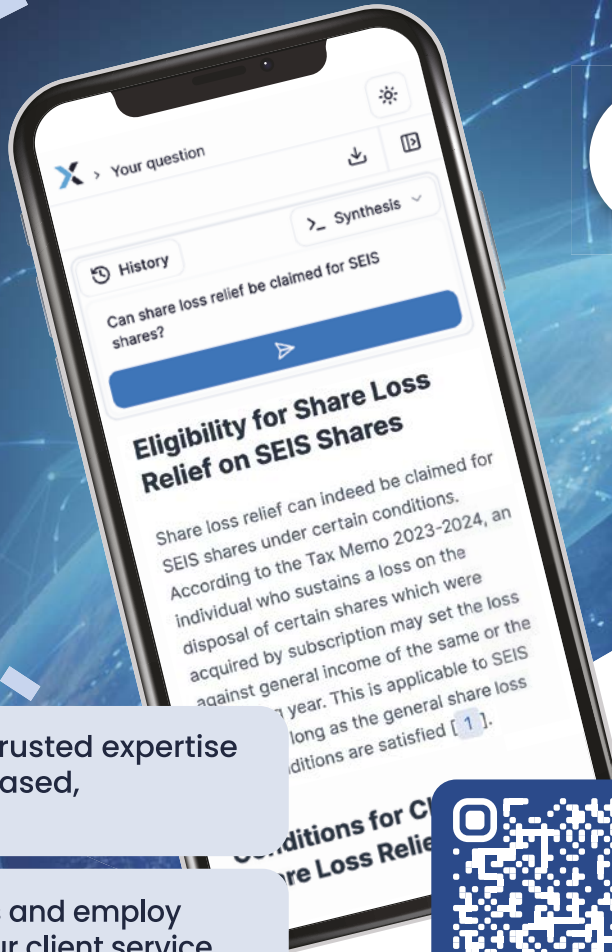 Your question
Synthesis
History
Can share loss relief be claimed for SEIS
shares?
Eligibility for Share Loss
Relief on SEIS Shares
Share loss relief can indeed be claimed for
SEIS shares under certain conditions.
According to the Tax Memo 2023-2024, an
individual who sustains a loss on the
disposal of certain shares which were
acquired by subscription may set the loss
against general income of the same or the
year. This is applicable to SEIS
long as the general share loss
ditions are satisfied [1].
nditions for C
re Loss Relie
rusted expertise
ased,
and employ
ur client service